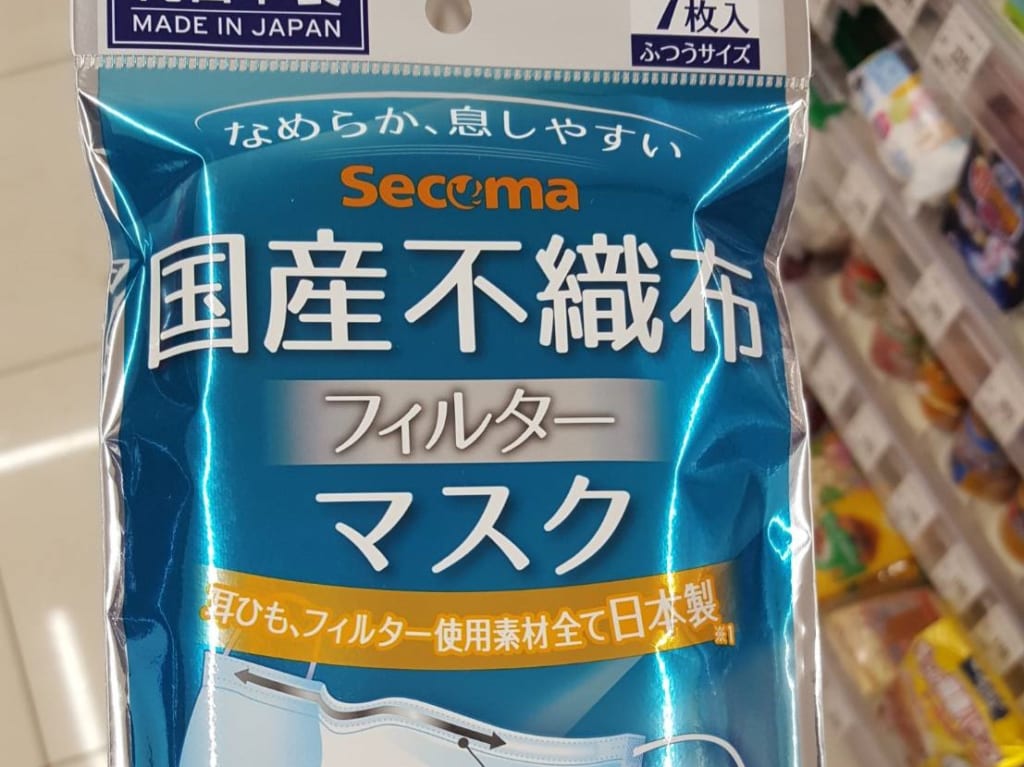 MADE IN JAPAN
7枚入
ふつうサイズ
なめらか、息しやすい
Secoma
国産不織布
フィルター
マスク
耳ひも、フィルター使用素材全て日本製
※1